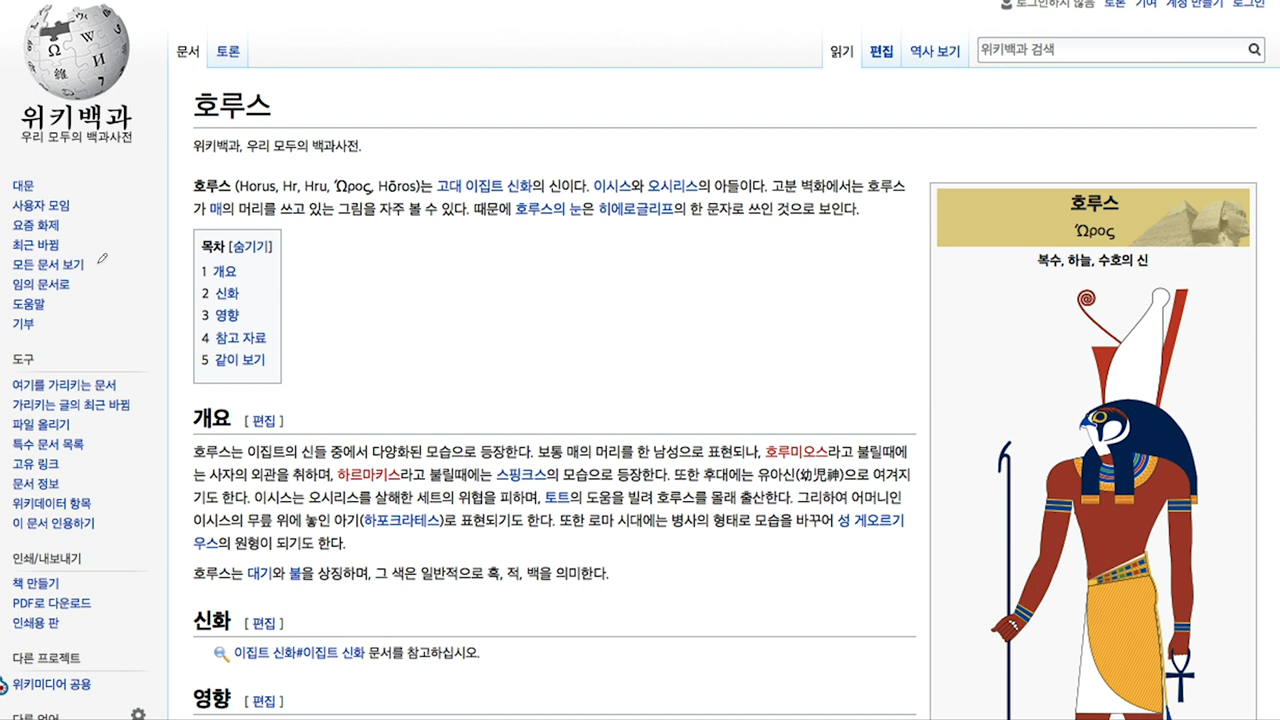 로그인하지 않음 토론 기여 계정 만들기 로그인
문서 토론 읽기 편집 역사 보기 위키백과 검색
위키백과
우리 모두의 백과사전
대문
사용자 모임
요즘 화제
최근 바뀜
모든 문서 보기
임의 문서로
도움말
기부
도구
여기를 가리키는 문서
가리키는 글의 최근 바뀜
파일 올리기
특수 문서 목록
고유 링크
문서 정보
위키데이터 항목
이 문서 인용하기
인쇄/내보내기
책 만들기
PDF로 다운로드
인쇄용 판
다른 프로젝트
위키미디어 공용
다른 언어
호루스
위키백과, 우리 모두의 백과사전.
호루스 (Horus, Hr, Hru, Ὡρος, Hōros)는 고대 이집트 신화의 신이다. 이시스와 오시리스의 아들이다. 고분 벽화에서는 호루스
가 매의 머리를 쓰고 있는 그림을 자주 볼 수 있다. 때문에 호루스의 눈은 히에로글리프의 한 문자로 쓰인 것으로 보인다.
목차 [숨기기]
1 개요
2 신화
3 영향
4 참고 자료
5 같이 보기
개요 [ 편집 ]
호루스는 이집트의 신들 중에서 다양화된 모습으로 등장한다. 보통 매의 머리를 한 남성으로 표현되나, 호루미오스라고 불릴때에
는 사자의 외관을 취하며, 하르마키스라고 불릴때에는 스핑크스의 모습으로 등장한다. 또한 후대에는 유아신(幼児神)으로 여겨지
기도 한다. 이시스는 오시리스를 살해한 세트의 위협을 피하며, 토트의 도움을 빌려 호루스를 몰래 출산한다. 그리하여 어머니인
이시스의 무릎 위에 놓인 아기(하포크라테스)로 표현되기도 한다. 또한 로마 시대에는 병사의 형태로 모습을 바꾸어 성 게오르기
우스의 원형이 되기도 한다.
호루스는 대기와 불을 상징하며, 그 색은 일반적으로 흑, 적, 백을 의미한다.
신화 [ 편집 ]
이집트 신화#이집트 신화 문서를 참고하십시오.
영향 [ 편집 ]
호루스
Ὡρος
복수, 하늘, 수호의 신